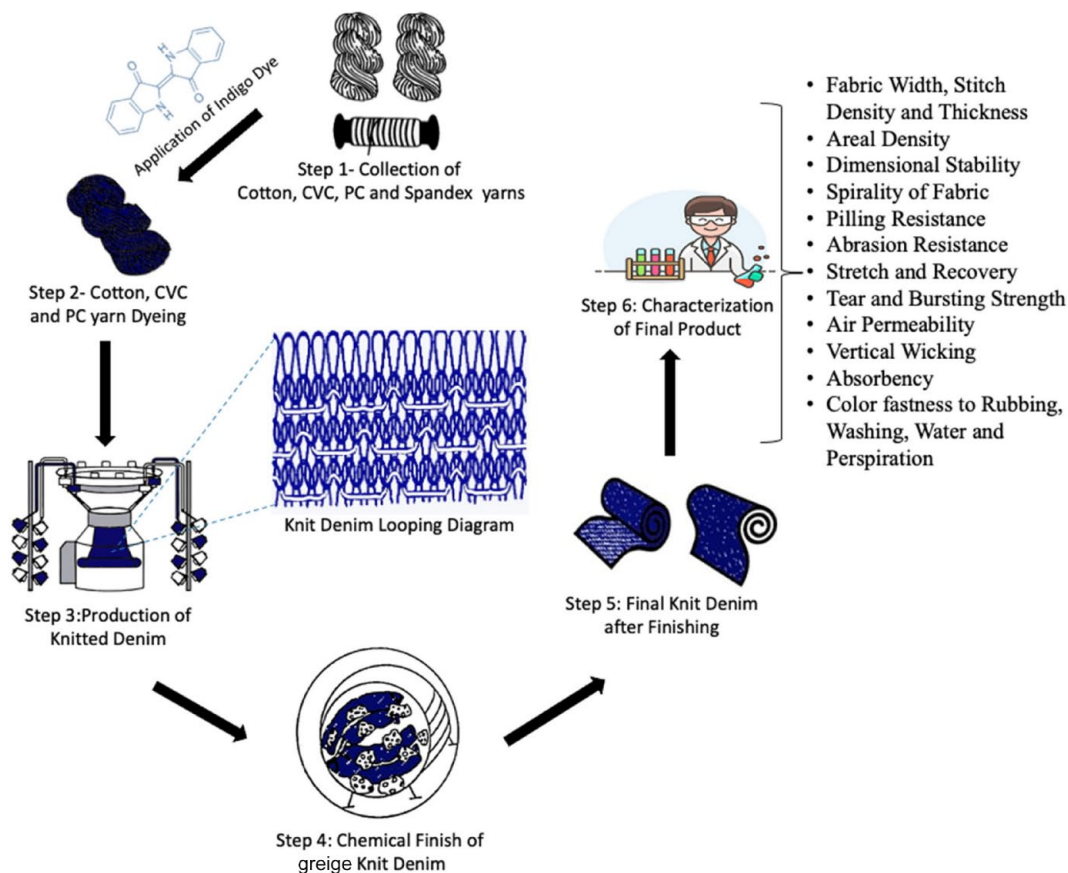 Application of Indigo Dye
Step 1- Collection of
Cotton, CVC, PC and Spandex yarns
Step 2- Cotton, CVC
and PC yarn Dyeing
Knit Denim Looping Diagram
Step 3:Production of
Knitted Denim
Step 4: Chemical Finish of
greige Knit Denim
Step 5: Final Knit Denim
after Finishing
Step 6: Characterization
of Final Product
• Fabric Width, Stitch
Density and Thickness
• Areal Density
• Dimensional Stability
• Spirality of Fabric
• Pilling Resistance
• Abrasion Resistance
• Stretch and Recovery
• Tear and Bursting Strength
• Air Permeability
• Vertical Wicking
• Absorbency
• Color fastness to Rubbing,
Washing, Water and
Perspiration
H
N
O
O
N
H